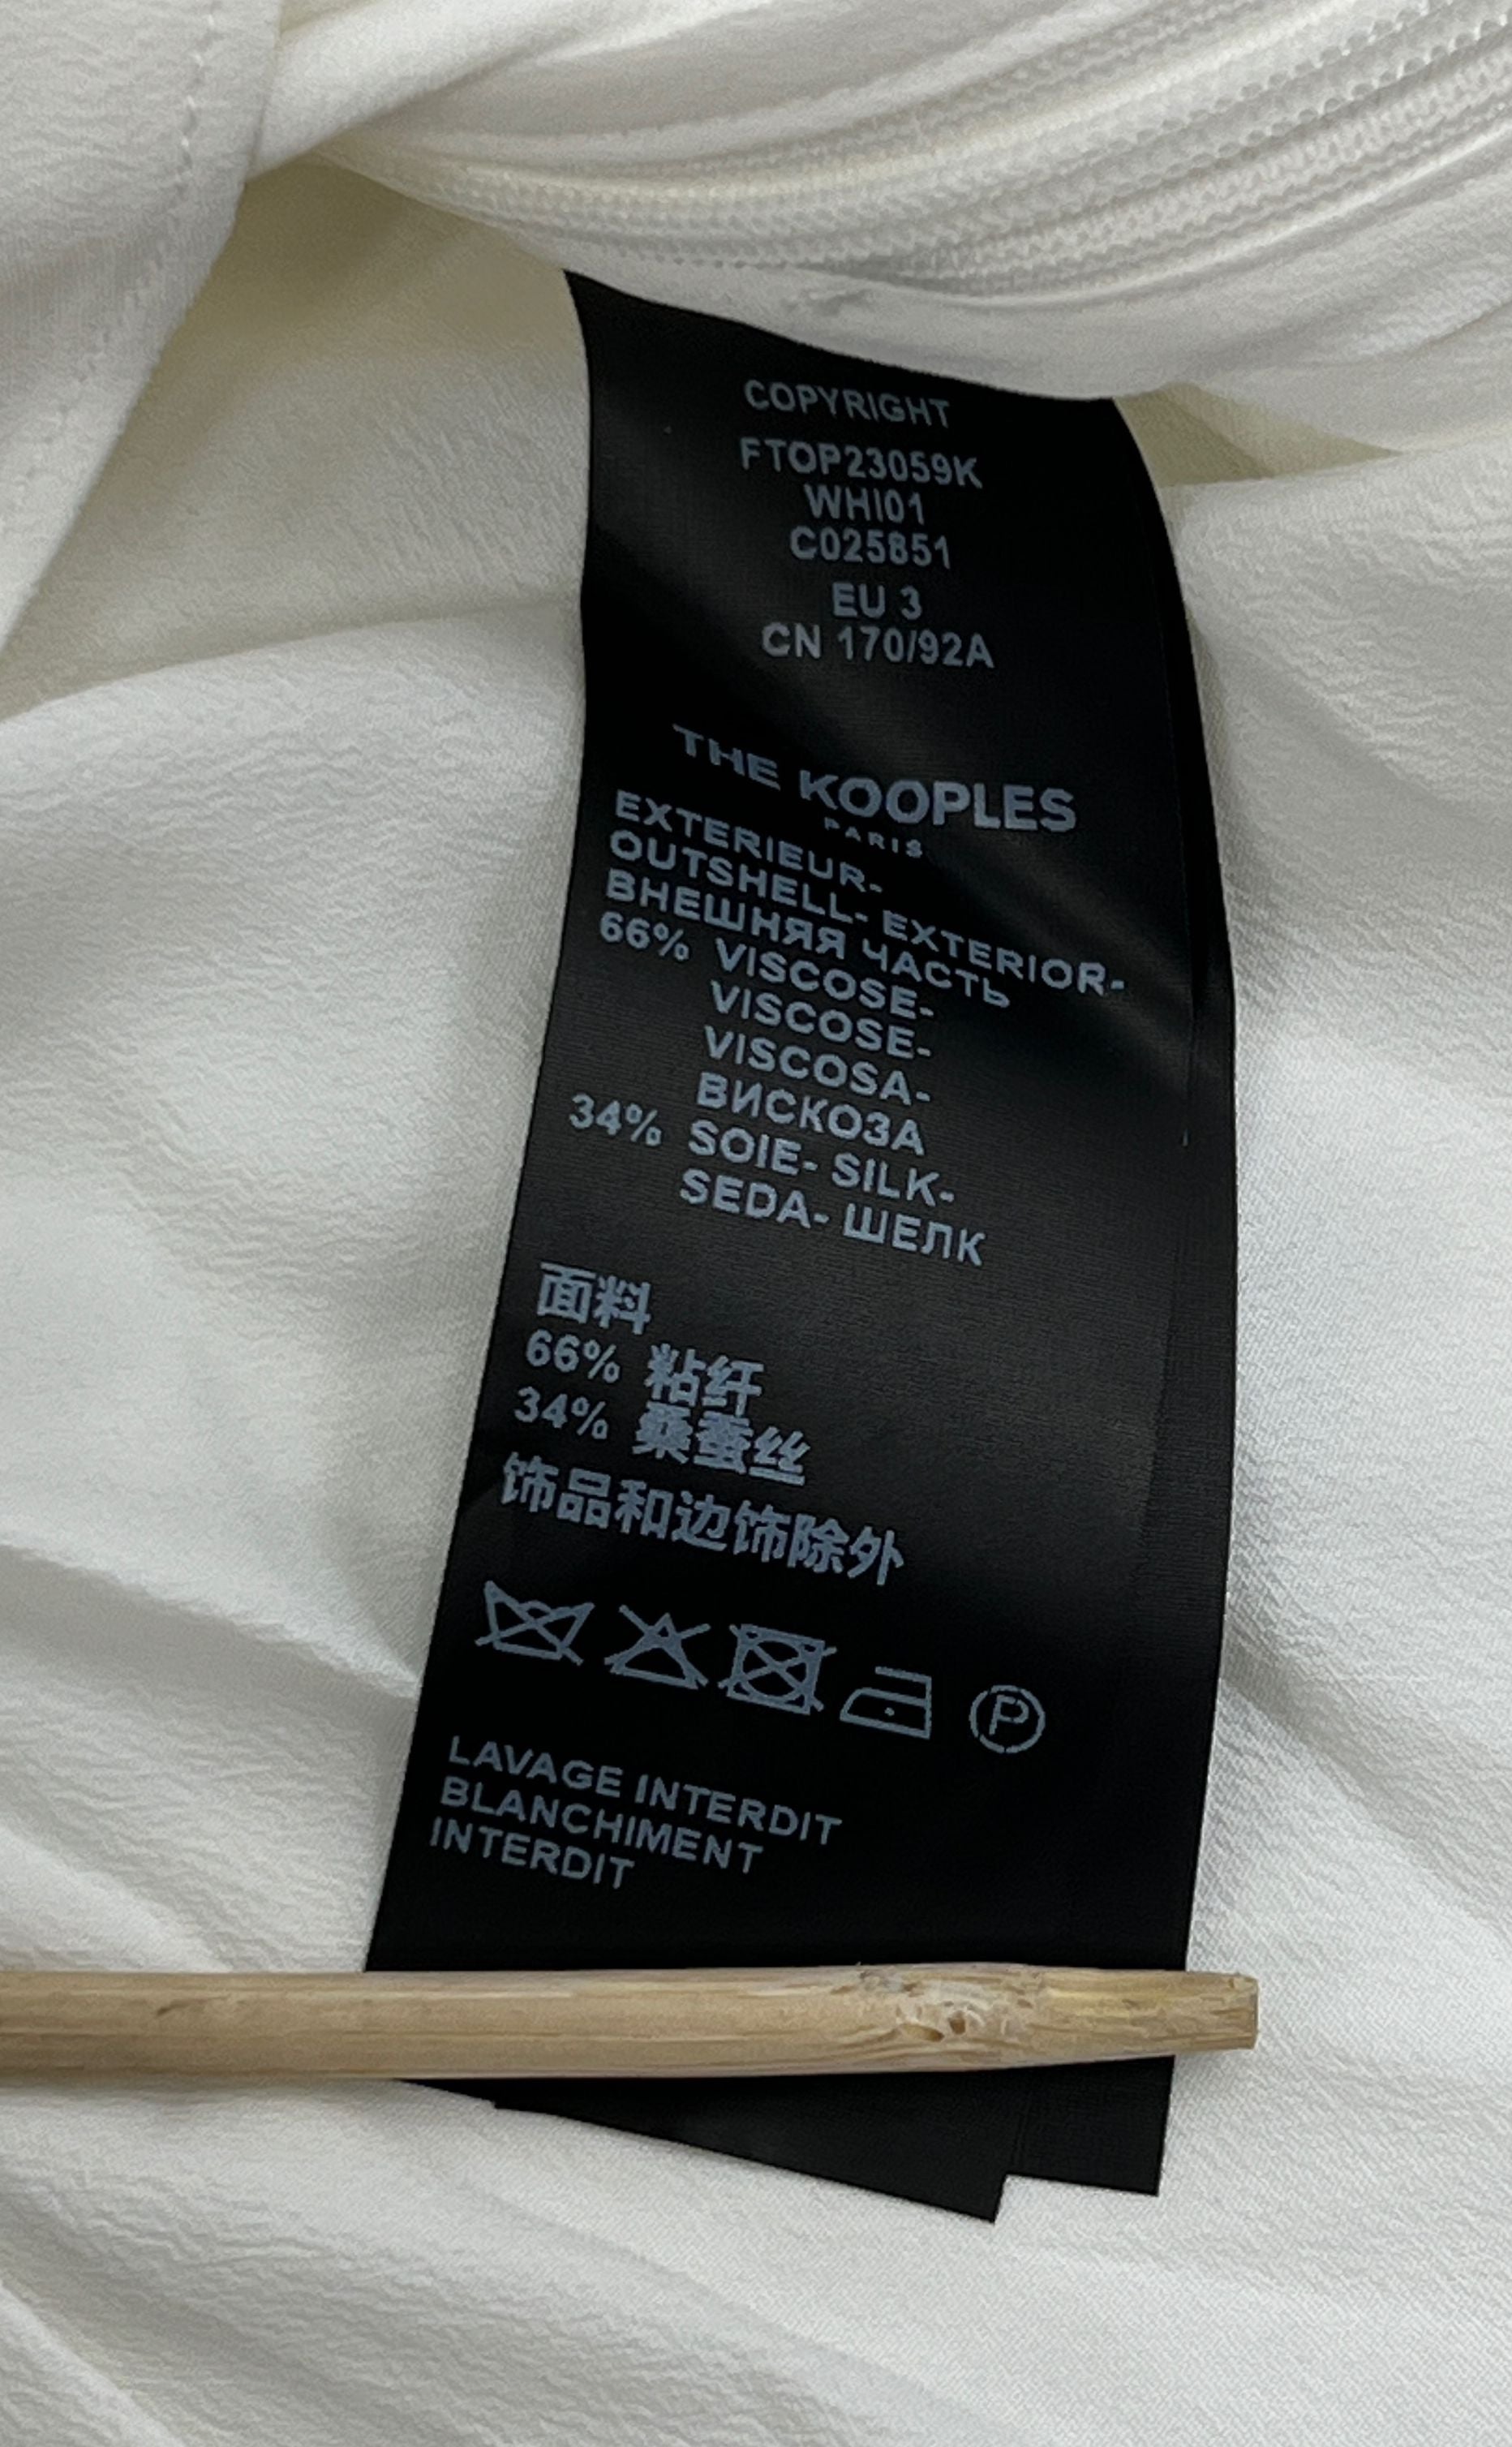 COPYRIGHT
FTOP23059K
WHI01
C025851
EU 3
CN 170/92A
THE KOOPLES
PARIS
EXTERIEUR-
OUTSHELL- EXTERIOR-
ВНЕШНЯЯ ЧАСТЬ
66% VISCOSE-
VISCOSE-
VISCOSA-
ВИСКОЗА
34% SOIE- SILK-
SEDA- ШЕЛК
面料
66% 粘纤
34% 桑蚕丝
饰品和边饰除外
P
LAVAGE INTERDIT
BLANCHIMENT
INTERDIT